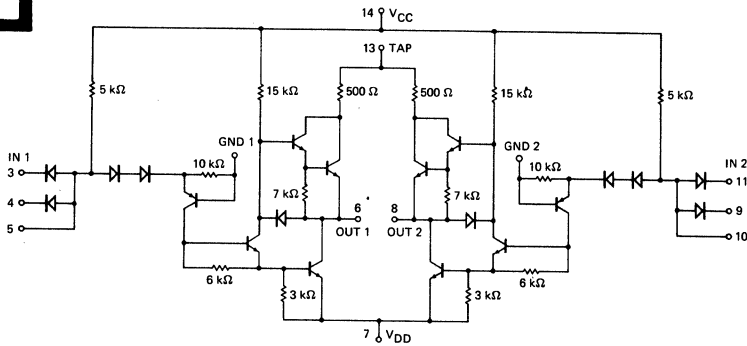 14 VCC
13 TAP
5 kΩ
15 kΩ
500 Ω
500 Ω
15 kΩ
5 kΩ
GND 1
GND 2
IN 1
IN 2
10 kΩ
10 kΩ
3
11
7 kΩ
7 kΩ
4
6
8
9
5
OUT 1
OUT 2
10
6 kΩ
6 kΩ
3 kΩ
3 kΩ
7 VDD